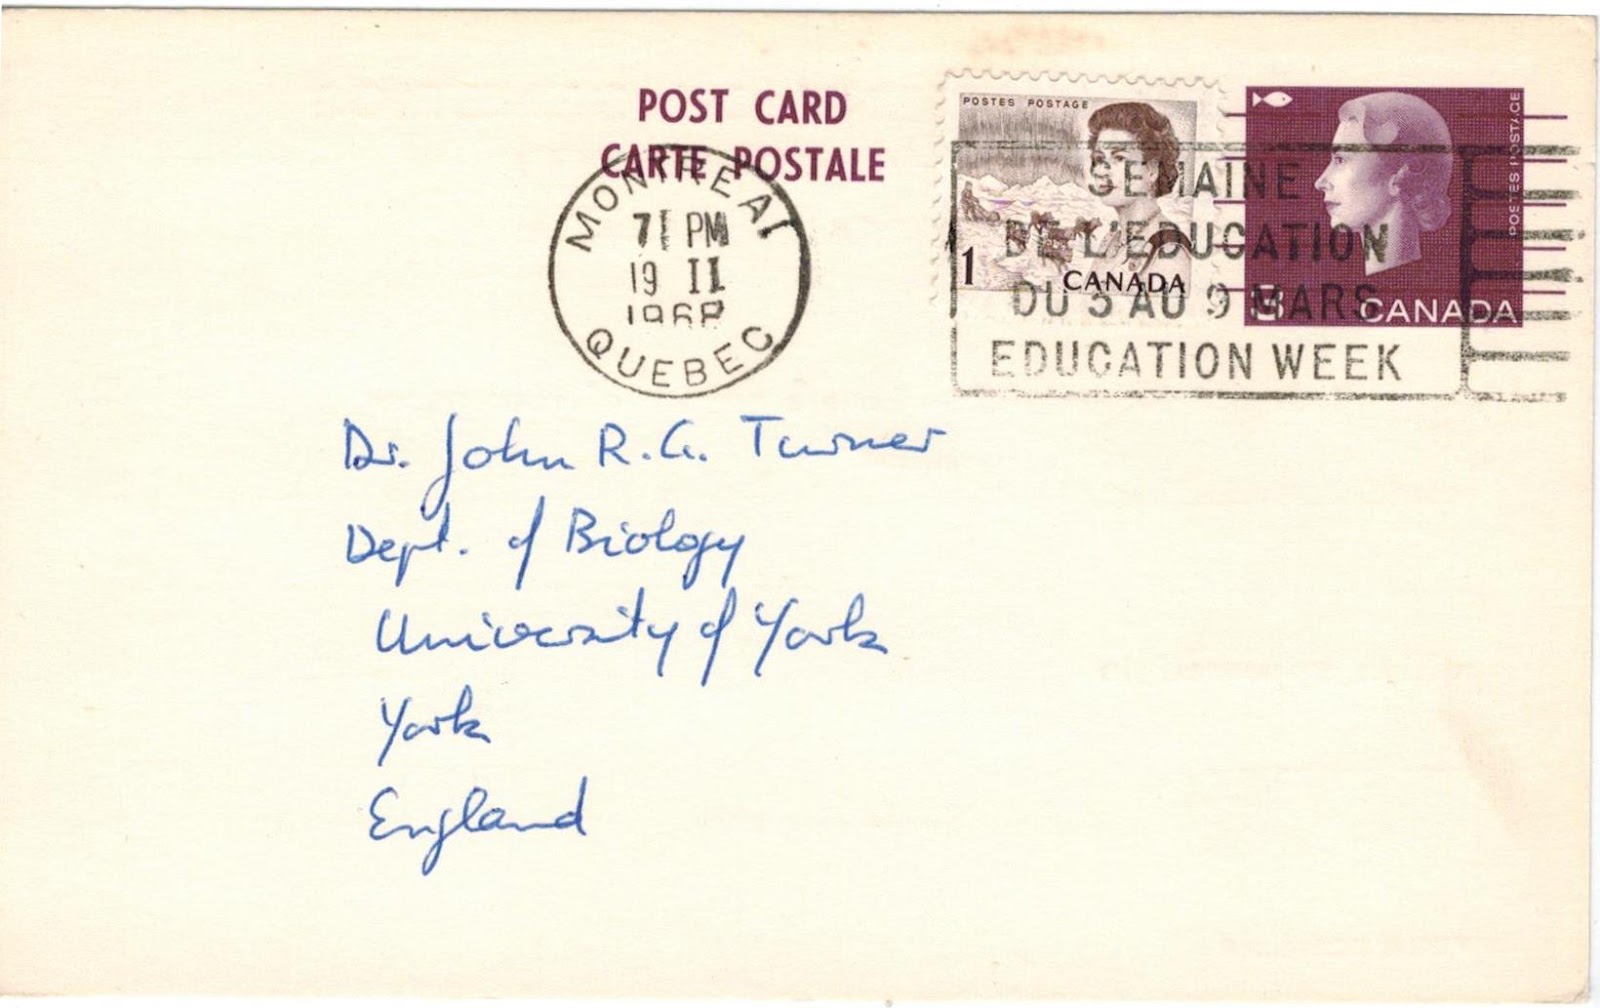 POST CARD
CARTE POSTALE
MONTREAL
7 PM
19 II
1968
QUEBEC
POSTES POSTAGE
1
CANADA
POSTES POSTAGE
3
CANADA
SEMAINE
DE L'EDUCATION
DU 3 AU 9 MARS
EDUCATION WEEK
Dr. John R.G. Turner
Dept. of Biology
University of York
York
England